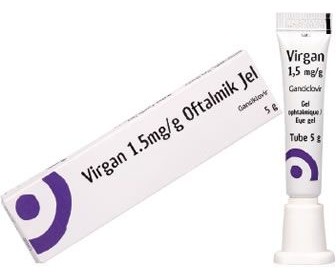 Virgan 1.5mg/g Oftalmik Jel
Ganciclovir
5 g
Virgan
1,5 mg/g
Ganciclovir
Gel
ophtalmique /
Eye gel
Tube 5 g